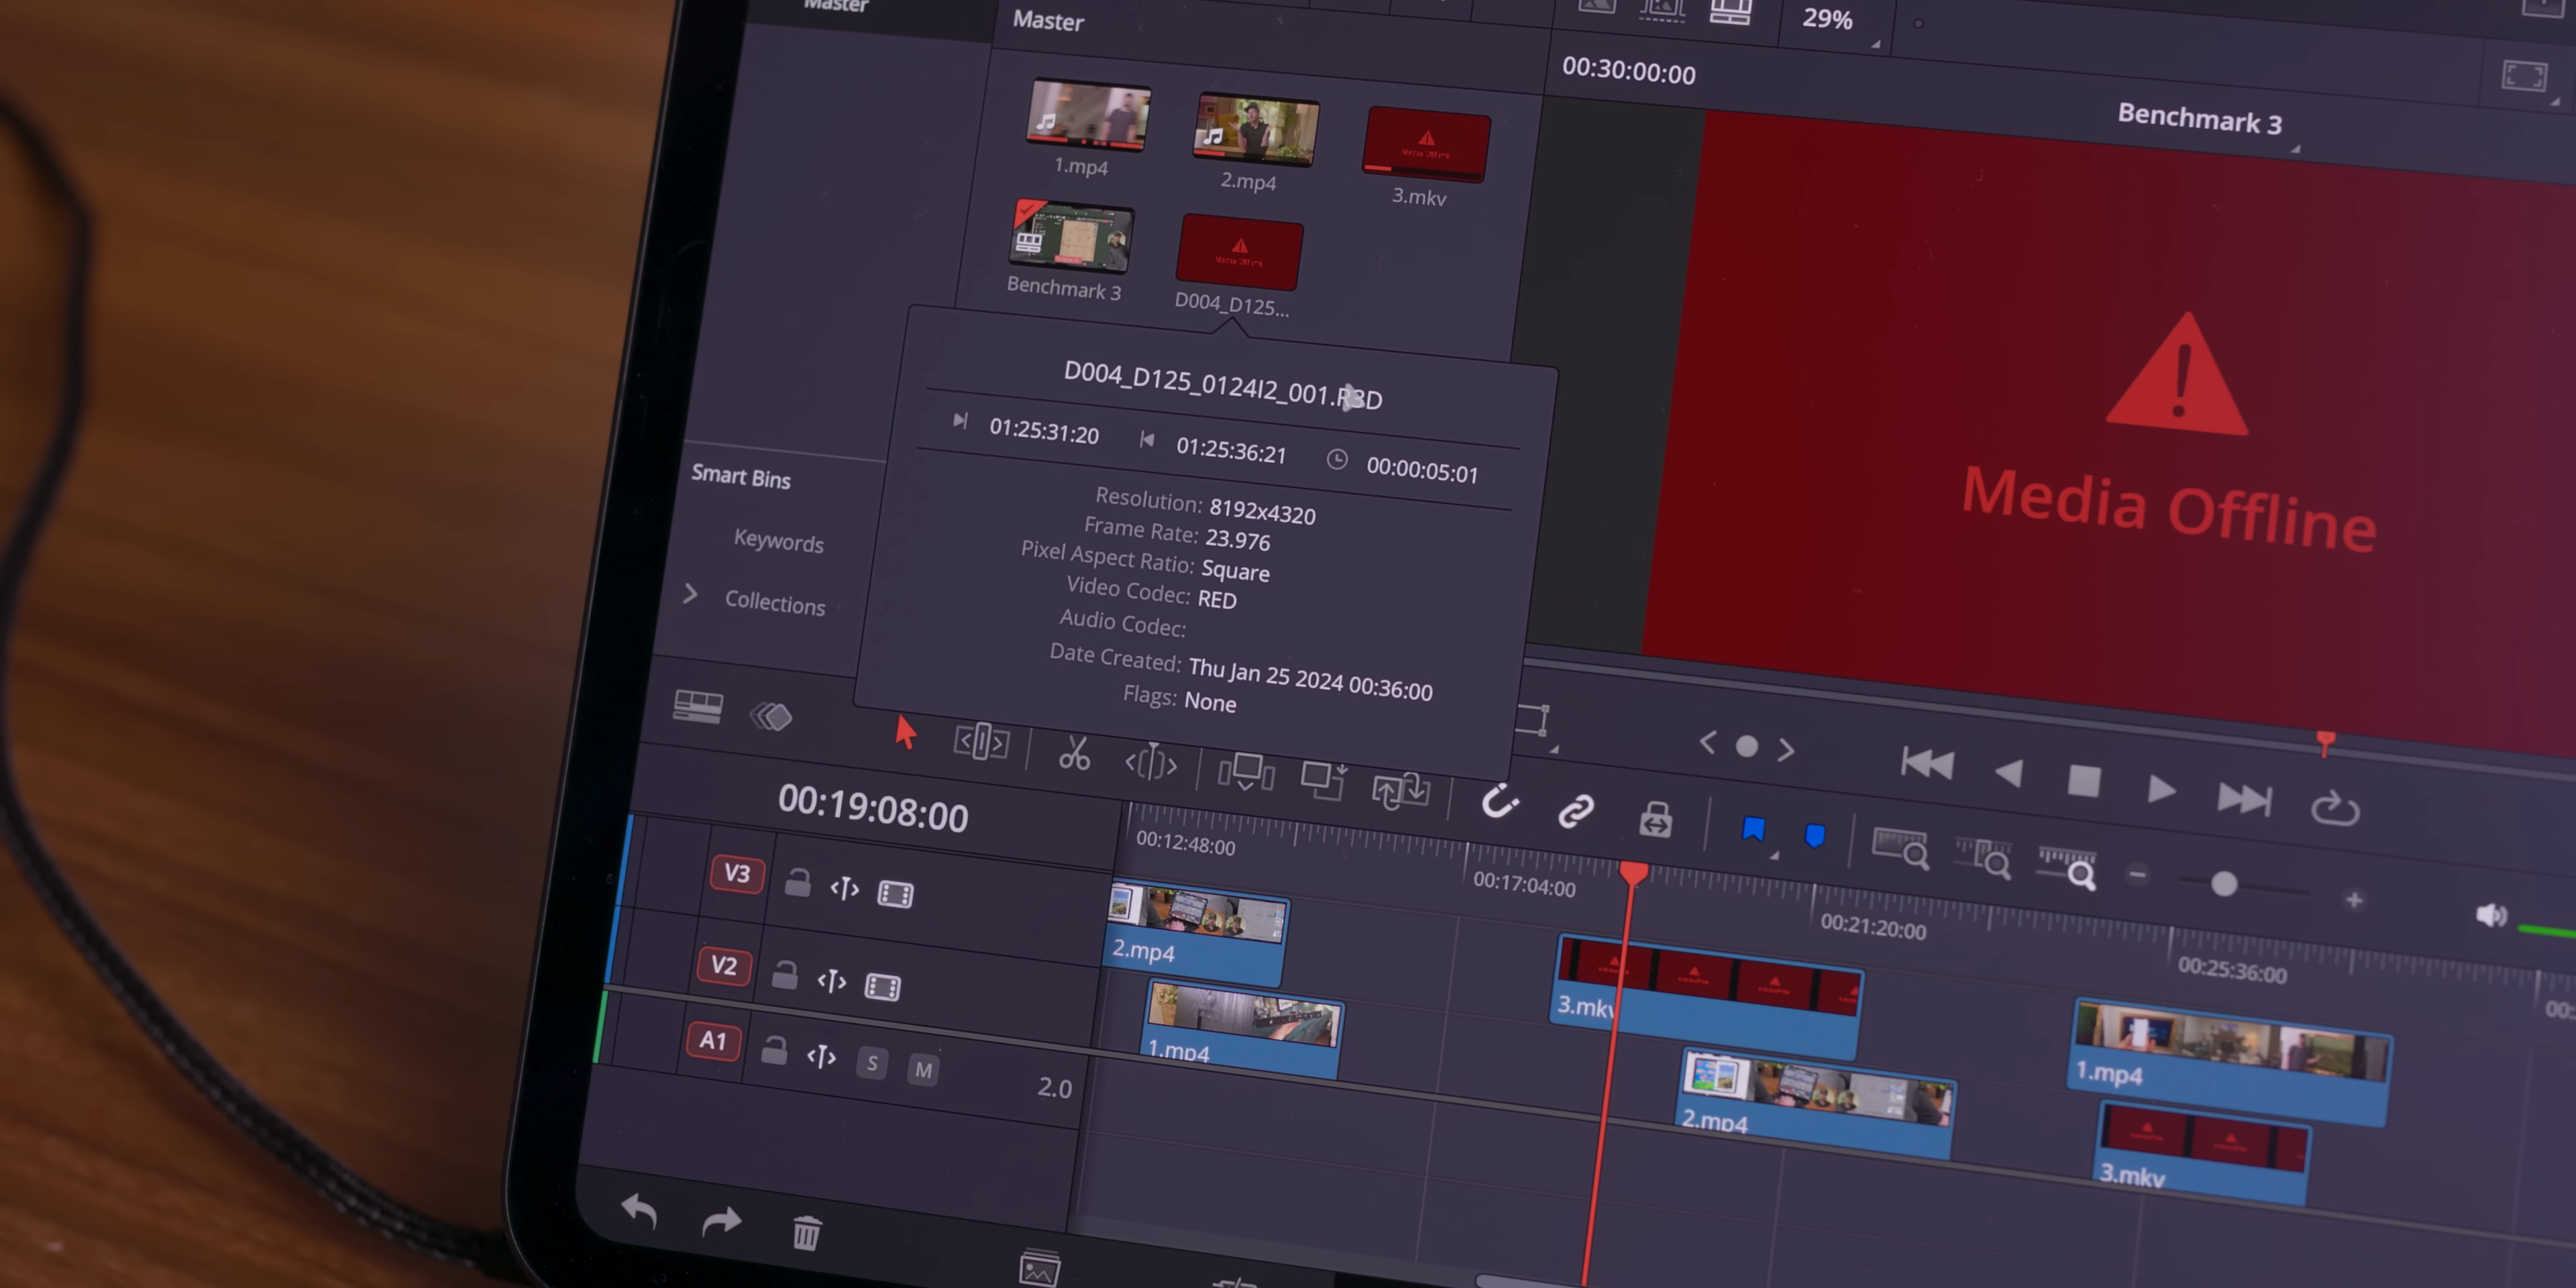 Master
Master
29%
00:30:00:00
Benchmark 3
1.mp4
2.mp4
Media Offline
3.mkv
Benchmark 3
Media Offline
D004_D125...
D004_D125_0124I2_001.R3D
01:25:31:20
01:25:36:21
00:00:05:01
Resolution: 8192x4320
Frame Rate: 23.976
Pixel Aspect Ratio: Square
Video Codec: RED
Audio Codec:
Date Created: Thu Jan 25 2024 00:36:00
Flags: None
Media Offline
Smart Bins
Keywords
Collections
00:19:08:00
00:12:48:00
00:17:04:00
00:21:20:00
00:25:36:00
00:
V3
2.mp4
3.mkv
1.mp4
V2
1.mp4
2.mp4
3.mkv
A1
S
M
2.0